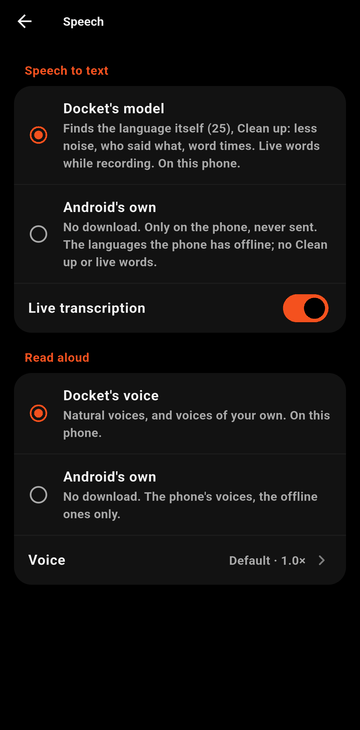 Speech
Speech to text
Docket's model
Finds the language itself (25), Clean up: less
noise, who said what, word times. Live words
while recording. On this phone.
Android's own
No download. Only on the phone, never sent.
The languages the phone has offline; no Clean
up or live words.
Live transcription
Read aloud
Docket's voice
Natural voices, and voices of your own. On this
phone.
Android's own
No download. The phone's voices, the offline
ones only.
Voice Default · 1.0×